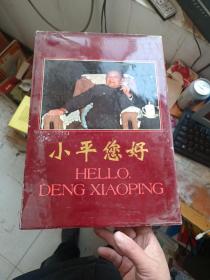 小平您好
HELLO,
DENG XIAOPING